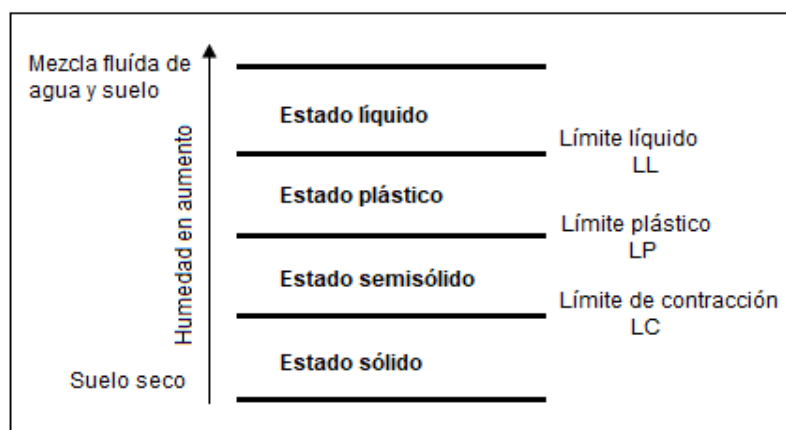 Mezcla fluída de
agua y suelo
Estado líquido
Límite líquido
LL
Humedad en aumento
Estado plástico
Límite plástico
LP
Estado semisólido
Límite de contracción
LC
Estado sólido
Suelo seco